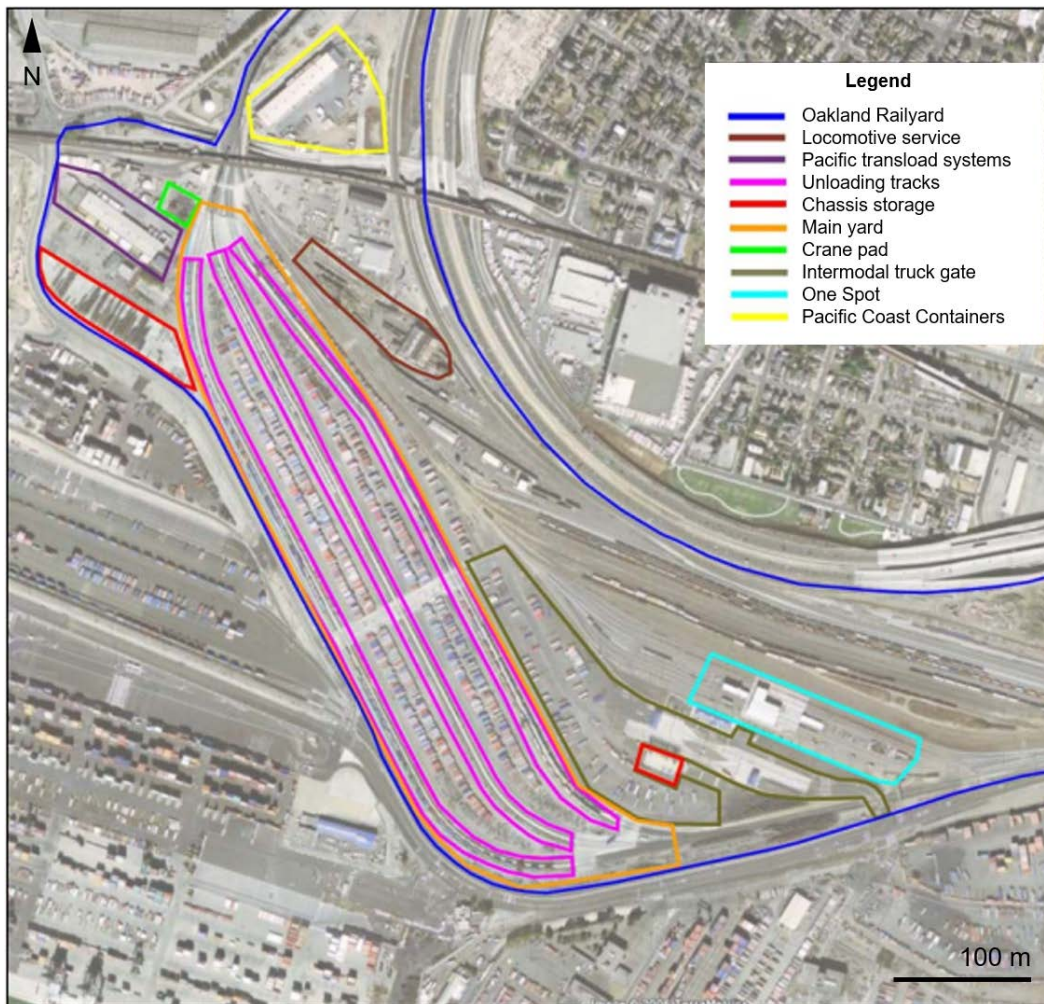 N
Legend
Oakland Railyard
Locomotive service
Pacific transload systems
Unloading tracks
Chassis storage
Main yard
Crane pad
Intermodal truck gate
One Spot
Pacific Coast Containers
100 m